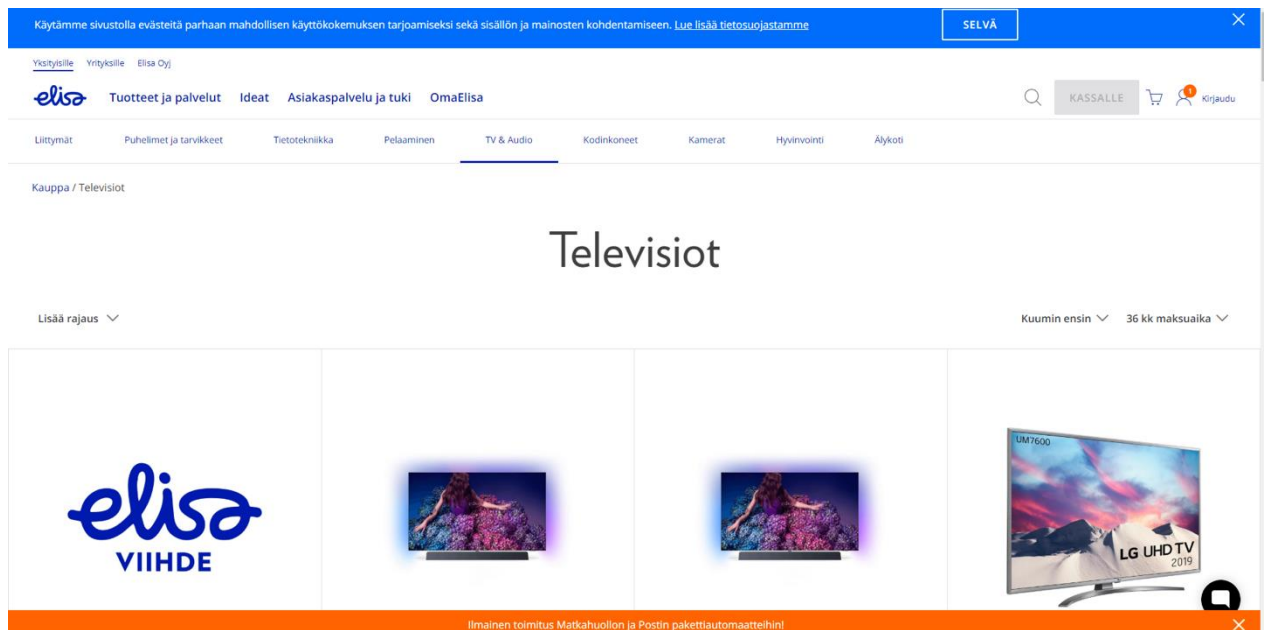 Käytämme sivustolla evästeitä parhaan mahdollisen käyttökokemuksen tarjoamiseksi sekä sisällön ja mainosten kohdentamiseen. Lue lisää tietosuojastamme
SELVÄ
Yksityisille Yrityksille Elisa Oyj
elisa Tuotteet ja palvelut Ideat Asiakaspalvelu ja tuki OmaElisa
KASSALLE 1 Kirjaudu
Liittymät Puhelimet ja tarvikkeet Tietotekniikka Pelaaminen TV & Audio Kodinkoneet Kamerat Hyvinvointi Älykoti
Kauppa / Televisiot
Televisiot
Lisää rajaus
Kuumin ensin 36 kk maksuaika
elisa
VIIHDE
UM7600
LG UHD TV
2019
Ilmainen toimitus Matkahuollon ja Postin pakettiautomaatteihin!